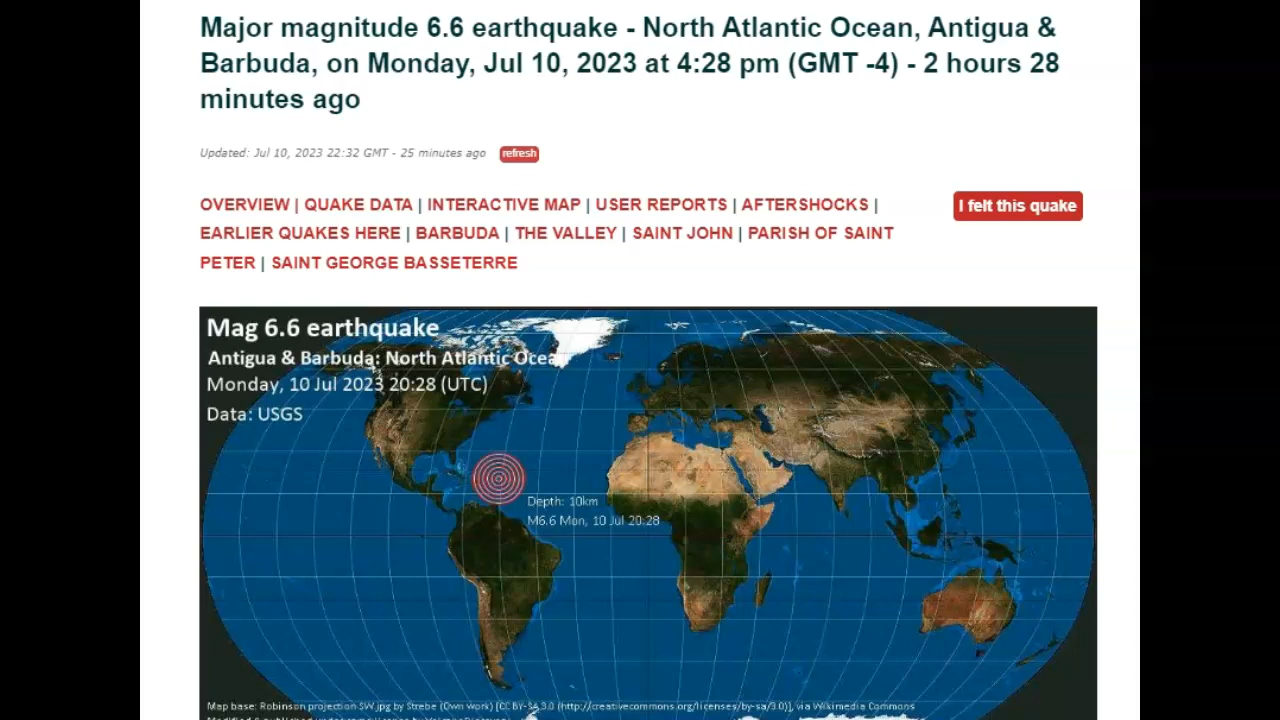 Major magnitude 6.6 earthquake - North Atlantic Ocean, Antigua &
Barbuda, on Monday, Jul 10, 2023 at 4:28 pm (GMT -4) - 2 hours 28
minutes ago
Updated: Jul 10, 2023 22:32 GMT - 25 minutes ago refresh
OVERVIEW | QUAKE DATA | INTERACTIVE MAP | USER REPORTS | AFTERSHOCKS |
I felt this quake
EARLIER QUAKES HERE | BARBUDA | THE VALLEY | SAINT JOHN | PARISH OF SAINT
PETER | SAINT GEORGE BASSETERRE
Mag 6.6 earthquake
Antigua & Barbuda: North Atlantic Ocean
Monday, 10 Jul 2023 20:28 (UTC)
Data: USGS
Depth: 10km
M6.6 Mon, 10 Jul 20:28
Map base: Robinson projection SW.jpg by Strebe (Own work) [CC BY-SA 3.0 (http://creativecommons.org/licenses/by-sa/3.0)], via Wikimedia Commons